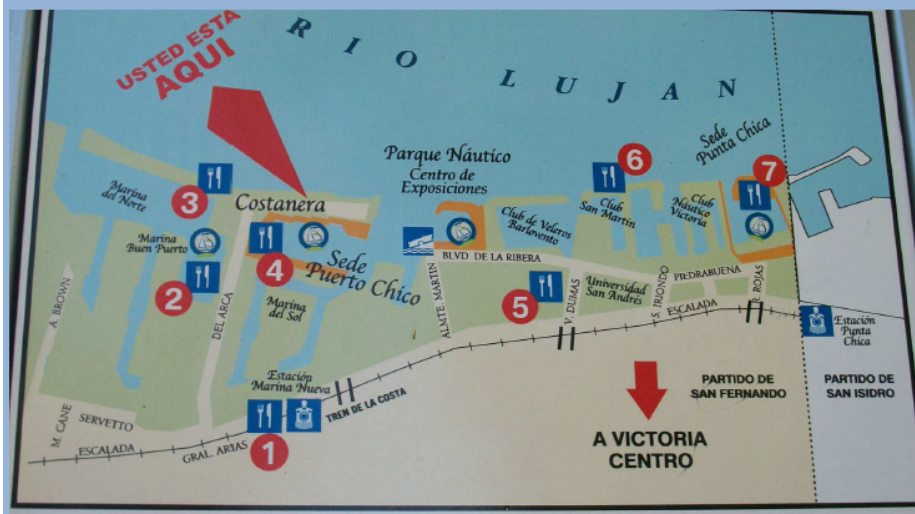 RIO LUJAN
USTED ESTA
AQUI
Parque Náutico
Centro de
Exposiciones
Sede
Punta Chica
6
7
3
Marina
del Norte
Costanera
Club
San Martin
Club
Náutico
Victoria
Club de Veleros
Barlovento
Marina
Buen Puerto
4
Sede
Puerto Chico
2
Marina
del Sol
BLVD DE LA RIBERA
5
Universidad
San Andrés
PIEDRABUENA
A. BROWN
DEL ARCA
ALMTE. MARTIN
V. DUMAS
S. IRIONDO
R. ROJAS
ESCALADA
Estación
Punta
Chica
Estación
Marina Nueva
TREN DE LA COSTA
PARTIDO DE
SAN FERNANDO
PARTIDO DE
SAN ISIDRO
M. CANE
SERVETTO
ESCALADA
GRAL. ARIAS
1
A VICTORIA
CENTRO